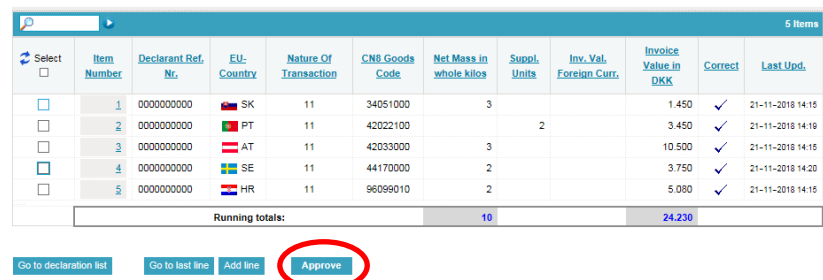 5 Items
Select Item Number Declarant Ref. Nr. EU-Country Nature Of Transaction CN8 Goods Code Net Mass in whole kilos Suppl. Units Inv. Val. Foreign Curr. Invoice Value in DKK Correct Last Upd.
1 0000000000 SK 11 34051000 3 1.450 21-11-2018 14:15
2 0000000000 PT 11 42022100 2 3.450 21-11-2018 14:19
3 0000000000 AT 11 42033000 3 10.500 21-11-2018 14:15
4 0000000000 SE 11 44170000 2 3.750 21-11-2018 14:20
5 0000000000 HR 11 96099010 2 5.080 21-11-2018 14:15
Running totals: 10 24.230
Go to declaration list Go to last line Add line Approve